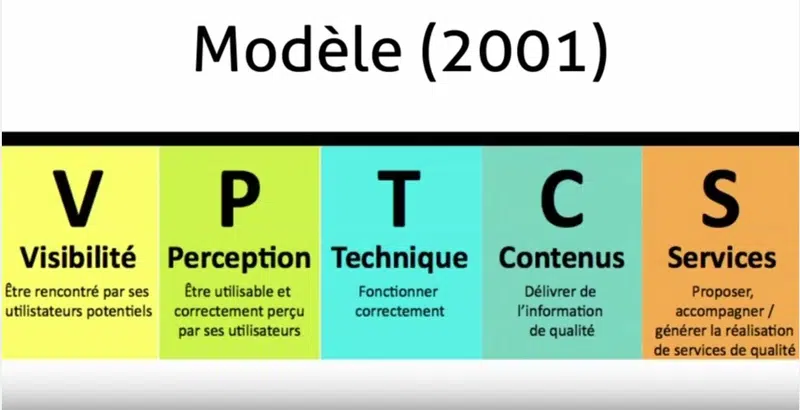 Modèle (2001)
V
Visibilité
Être rencontré par ses
utilistateurs potentiels
P
Perception
Être utilisable et
correctement perçu
par ses utilisateurs
T
Technique
Fonctionner
correctement
C
Contenus
Délivrer de
l'information
de qualité
S
Services
Proposer,
accompagner /
générer la réalisation
de services de qualité